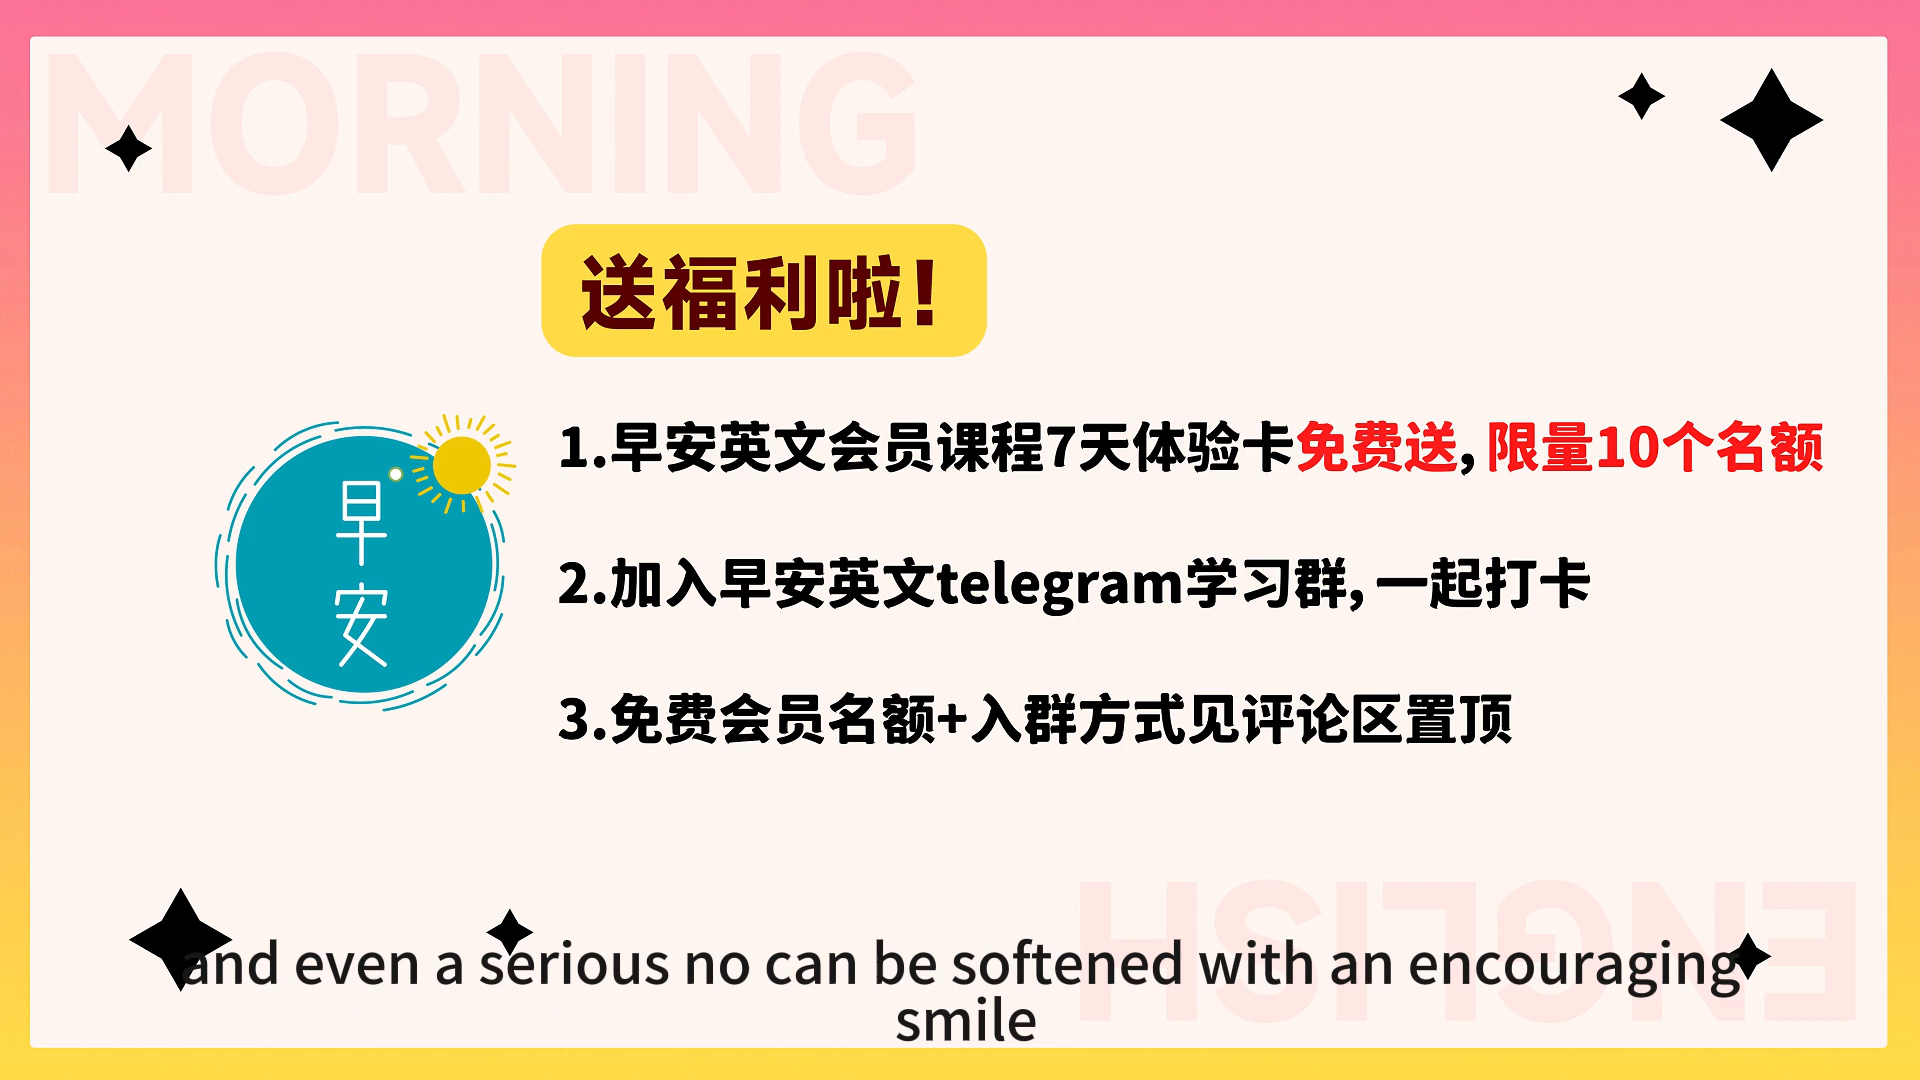 MORNING
送福利啦!
早安
1.早安英文会员课程7天体验卡免费送,限量10个名额
2.加入早安英文telegram学习群,一起打卡
3.免费会员名额+入群方式见评论区置顶
ENGLISH
and even a serious no can be softened with an encouraging
smile